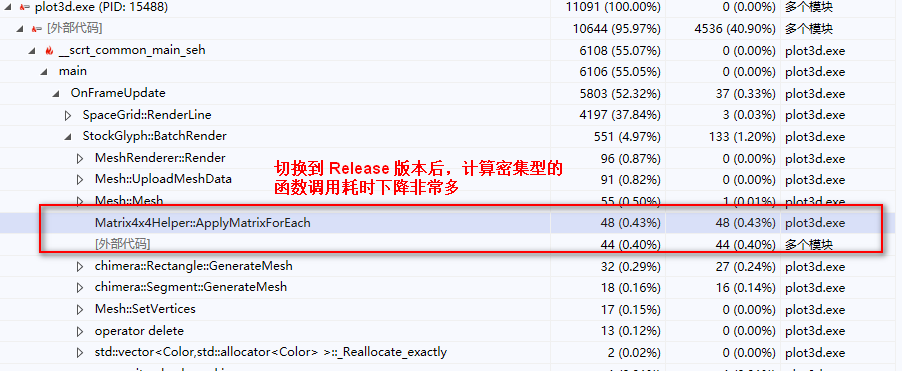 plot3d.exe (PID: 15488) 11091 (100.00%) 0 (0.00%) 多个模块
[外部代码] 10644 (95.97%) 4536 (40.90%) 多个模块
__scrt_common_main_seh 6108 (55.07%) 0 (0.00%) plot3d.exe
main 6106 (55.05%) 0 (0.00%) plot3d.exe
OnFrameUpdate 5803 (52.32%) 37 (0.33%) plot3d.exe
SpaceGrid::RenderLine 4197 (37.84%) 3 (0.03%) plot3d.exe
StockGlyph::BatchRender 551 (4.97%) 133 (1.20%) plot3d.exe
MeshRenderer::Render 96 (0.87%) 0 (0.00%) plot3d.exe
切换到 Release 版本后，计算密集型的
Mesh::UploadMeshData 91 (0.82%) 0 (0.00%) plot3d.exe
函数调用耗时下降非常多
Mesh::Mesh 55 (0.50%) 1 (0.01%) plot3d.exe
Matrix4x4Helper::ApplyMatrixForEach 48 (0.43%) 48 (0.43%) plot3d.exe
[外部代码] 44 (0.40%) 44 (0.40%) 多个模块
chimera::Rectangle::GenerateMesh 32 (0.29%) 27 (0.24%) plot3d.exe
chimera::Segment::GenerateMesh 18 (0.16%) 16 (0.14%) plot3d.exe
Mesh::SetVertices 17 (0.15%) 0 (0.00%) plot3d.exe
operator delete 13 (0.12%) 0 (0.00%) plot3d.exe
std::vector<Color,std::allocator<Color> >::_Reallocate_exactly 2 (0.02%) 0 (0.00%) plot3d.exe